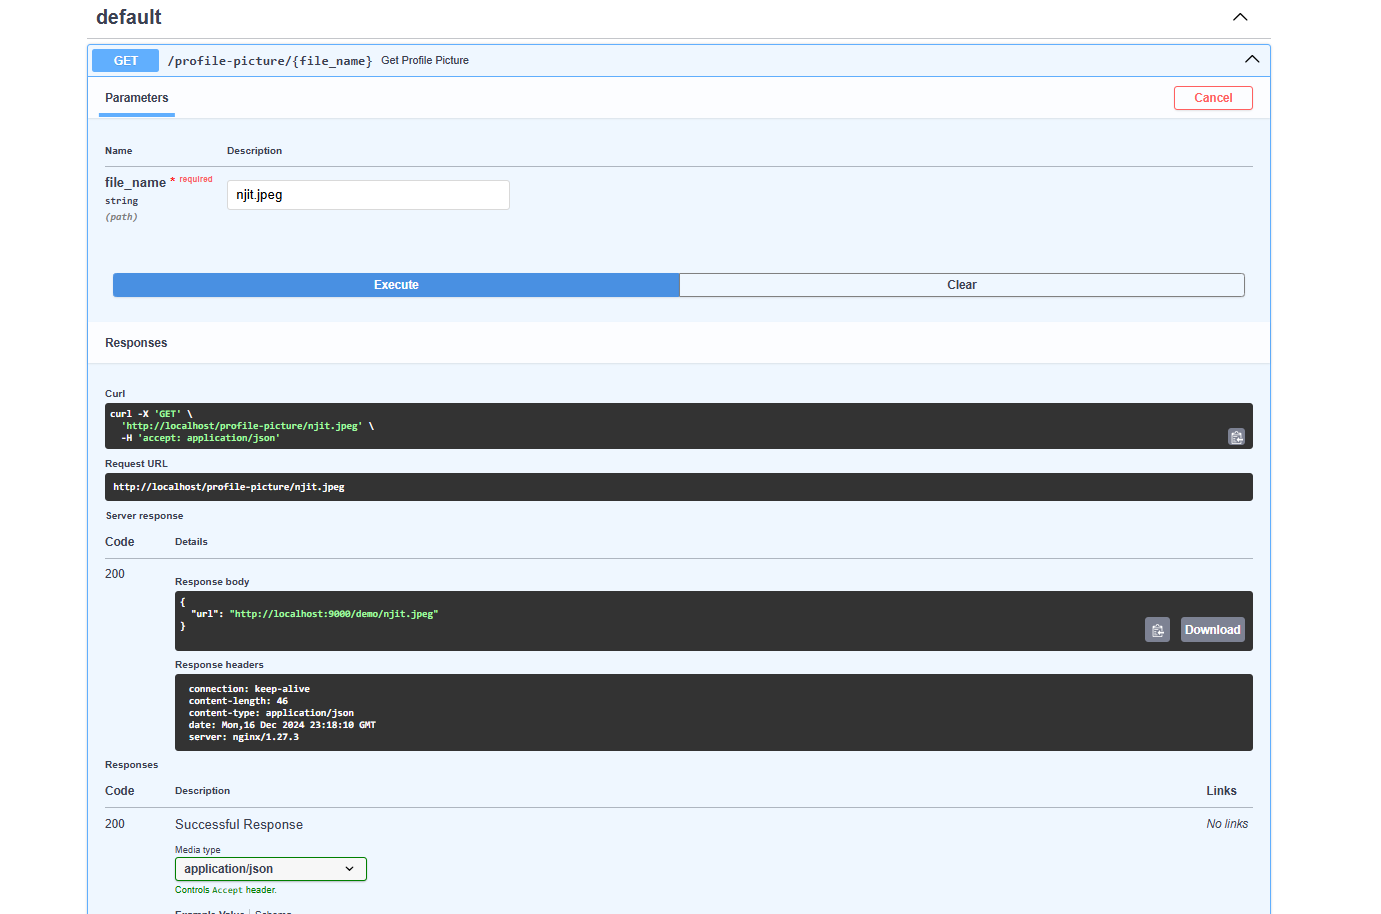 default
GET /profile-picture/{file_name} Get Profile Picture
Parameters
Cancel
Name Description
file_name * required
string
(path)
njit.jpeg
Execute Clear
Responses
Curl
curl -X 'GET' \
'http://localhost/profile-picture/njit.jpeg' \
-H 'accept: application/json'
Request URL
http://localhost/profile-picture/njit.jpeg
Server response
Code Details
200
Response body
{
"url": "http://localhost:9000/demo/njit.jpeg"
}
Download
Response headers
connection: keep-alive
content-length: 46
content-type: application/json
date: Mon,16 Dec 2024 23:18:10 GMT
server: nginx/1.27.3
Responses
Code Description Links
200 Successful Response No links
Media type
application/json
Controls Accept header.
Example Value Schema